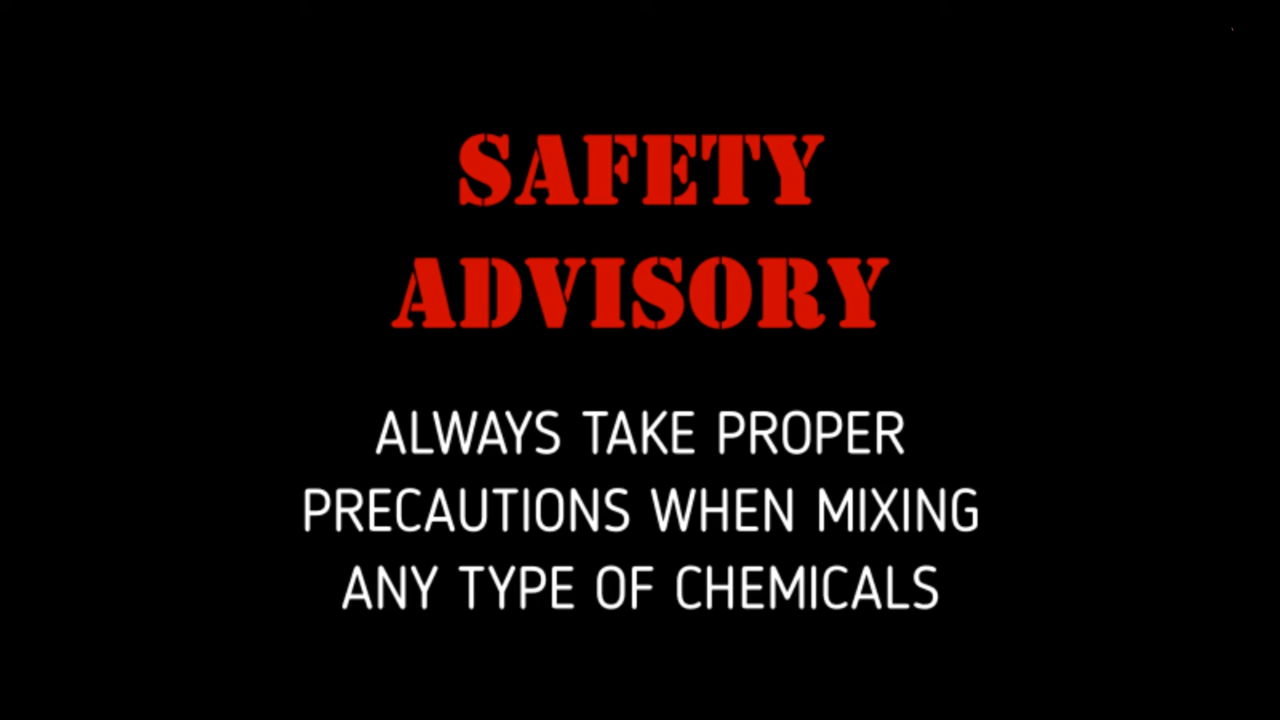 SAFETY
ADVISORY
ALWAYS TAKE PROPER
PRECAUTIONS WHEN MIXING
ANY TYPE OF CHEMICALS